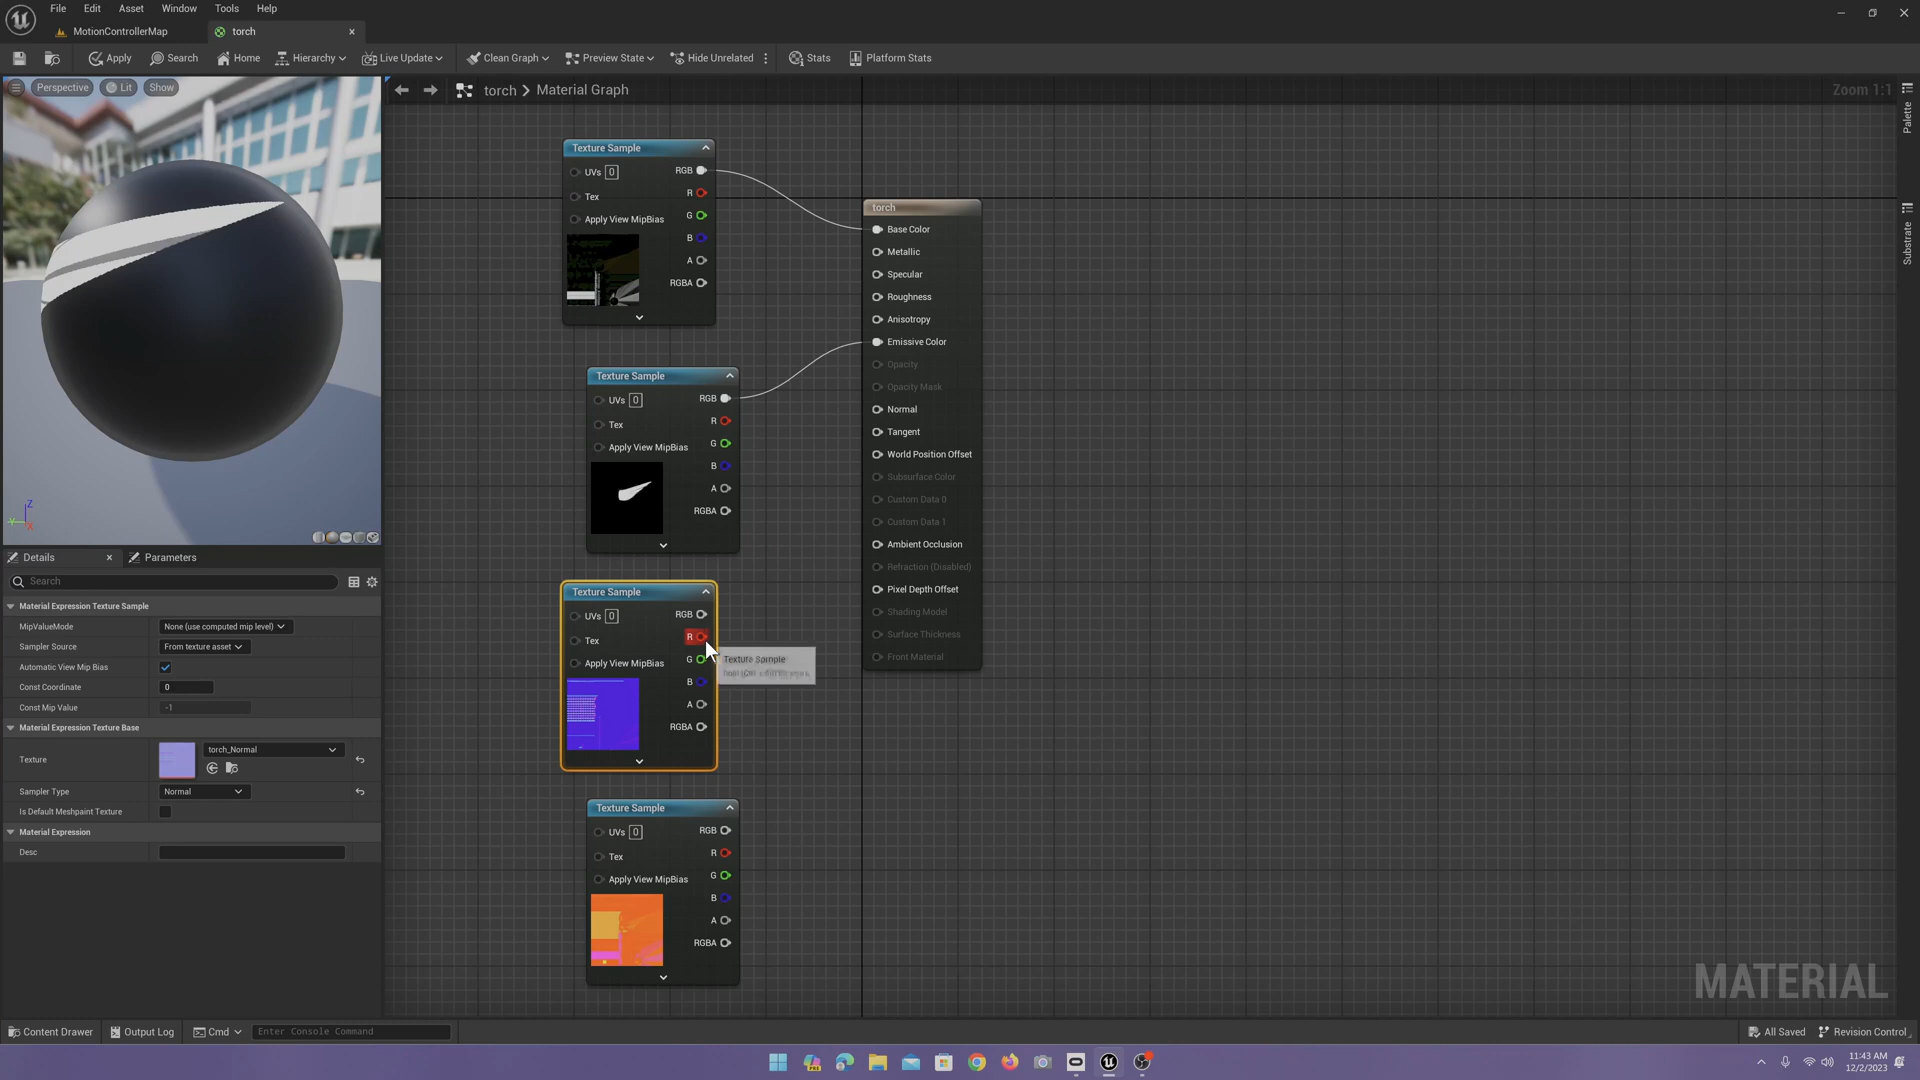 File Edit Asset Window Tools Help
MotionControllerMap
torch
Apply
Search
Home
Hierarchy
Live Update
Clean Graph
Preview State
Hide Unrelated
Stats
Platform Stats
Perspective
Lit
Show
torch > Material Graph
Zoom 1:1
Palette
Substrate
Texture Sample
UVs 0
RGB
Tex
R
Apply View MipBias
G
B
A
RGBA
torch
Base Color
Metallic
Specular
Roughness
Anisotropy
Emissive Color
Opacity
Opacity Mask
Normal
Tangent
World Position Offset
Subsurface Color
Custom Data 0
Custom Data 1
Ambient Occlusion
Refraction (Disabled)
Pixel Depth Offset
Shading Model
Surface Thickness
Front Material
Texture Sample
UVs 0
RGB
Tex
R
Apply View MipBias
G
B
A
RGBA
Texture Sample
UVs 0
RGB
Tex
R
Apply View MipBias
G
B
A
RGBA
Texture Sample
Texture Sample
UVs 0
RGB
Tex
R
Apply View MipBias
G
B
A
RGBA
Z
Y
X
Details
Parameters
Search
Material Expression Texture Sample
MipValueMode None (use computed mip level)
Sampler Source From texture asset
Automatic View Mip Bias
Const Coordinate 0
Const Mip Value -1
Material Expression Texture Base
Texture torch_Normal
Sampler Type Normal
Is Default Meshpaint Texture
Material Expression
Desc
MATERIAL
Content Drawer
Output Log
Cmd
Enter Console Command
All Saved
Revision Control
PRE
11:43 AM
12/2/2023